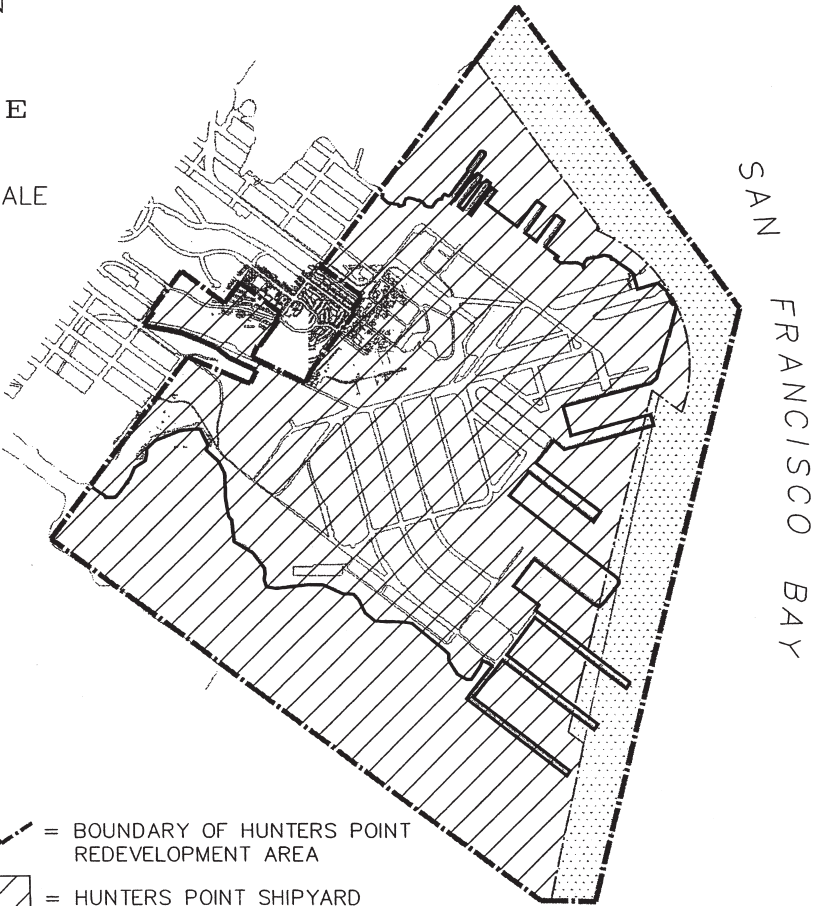 N
E
ALE
SAN FRANCISCO BAY
= BOUNDARY OF HUNTERS POINT
REDEVELOPMENT AREA
= HUNTERS POINT SHIPYARD